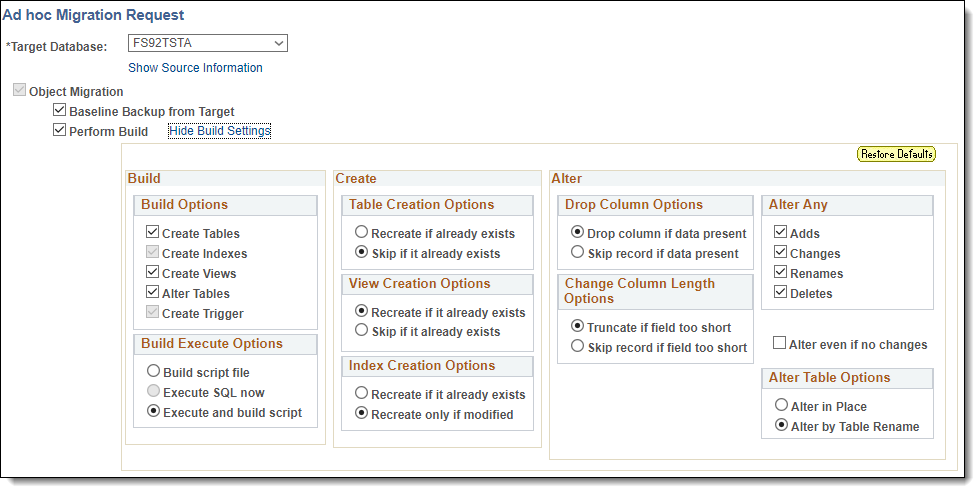 Ad hoc Migration Request
*Target Database: FS92TSTA
Show Source Information
Object Migration
Baseline Backup from Target
Perform Build Hide Build Settings
Restore Defaults
Build
Build Options
Create Tables
Create Indexes
Create Views
Alter Tables
Create Trigger
Build Execute Options
Build script file
Execute SQL now
Execute and build script
Create
Table Creation Options
Recreate if already exists
Skip if it already exists
View Creation Options
Recreate if it already exists
Skip if it already exists
Index Creation Options
Recreate if it already exists
Recreate only if modified
Alter
Drop Column Options
Drop column if data present
Skip record if data present
Change Column Length
Options
Truncate if field too short
Skip record if field too short
Alter Any
Adds
Changes
Renames
Deletes
Alter even if no changes
Alter Table Options
Alter in Place
Alter by Table Rename